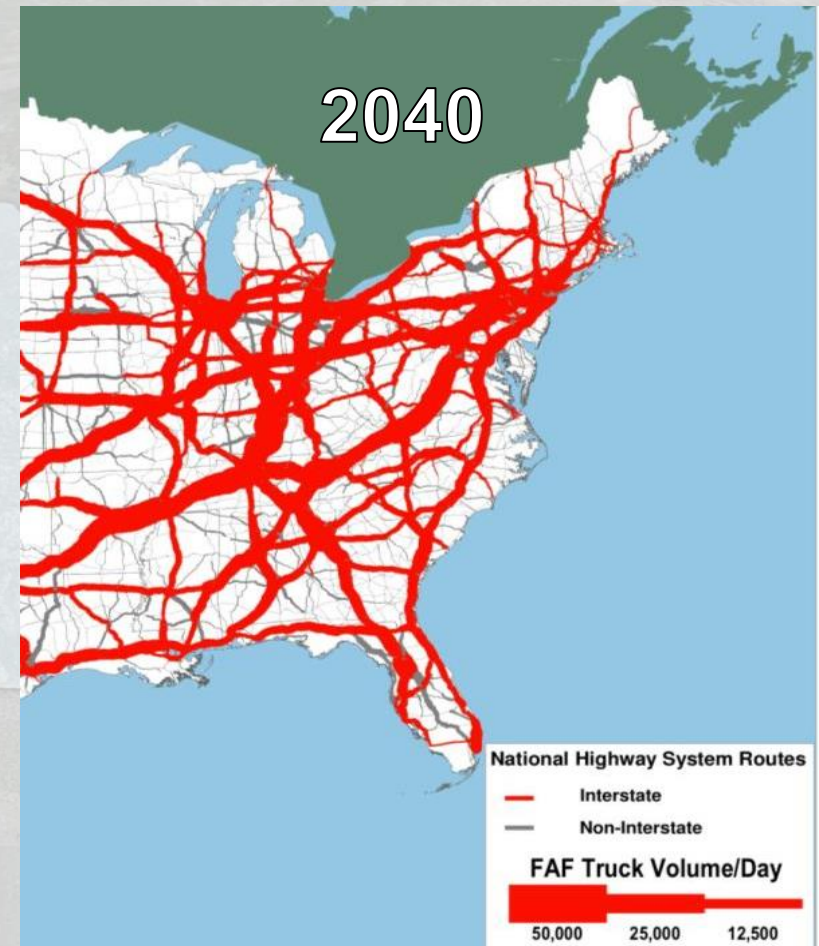 2040
National Highway System Routes
Interstate
Non-Interstate
FAF Truck Volume/Day
50,000 25,000 12,500